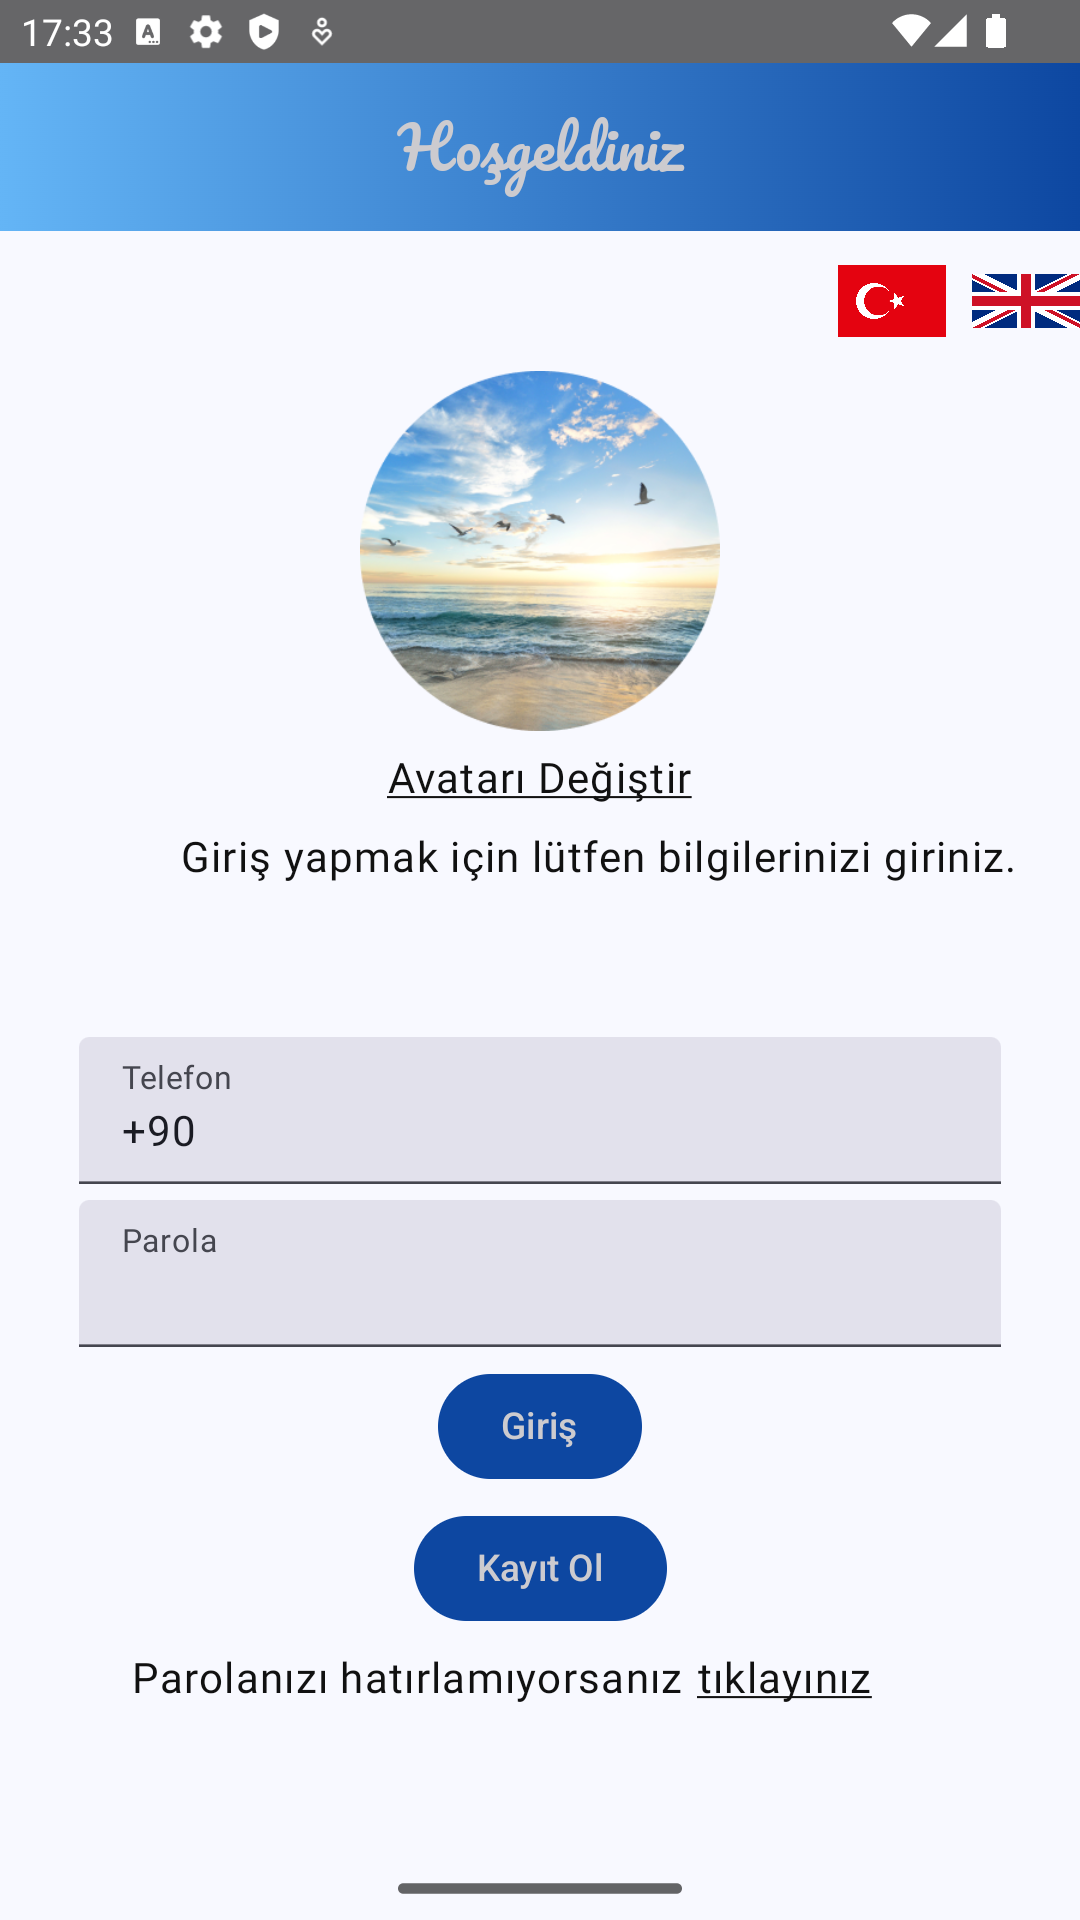 17:33
Hoşgeldiniz
Avatarı Değiştir
Giriş yapmak için lütfen bilgilerinizi giriniz.
Telefon
+90
Parola
Giriş
Kayıt Ol
Parolanızı hatırlamıyorsanız tıklayınız